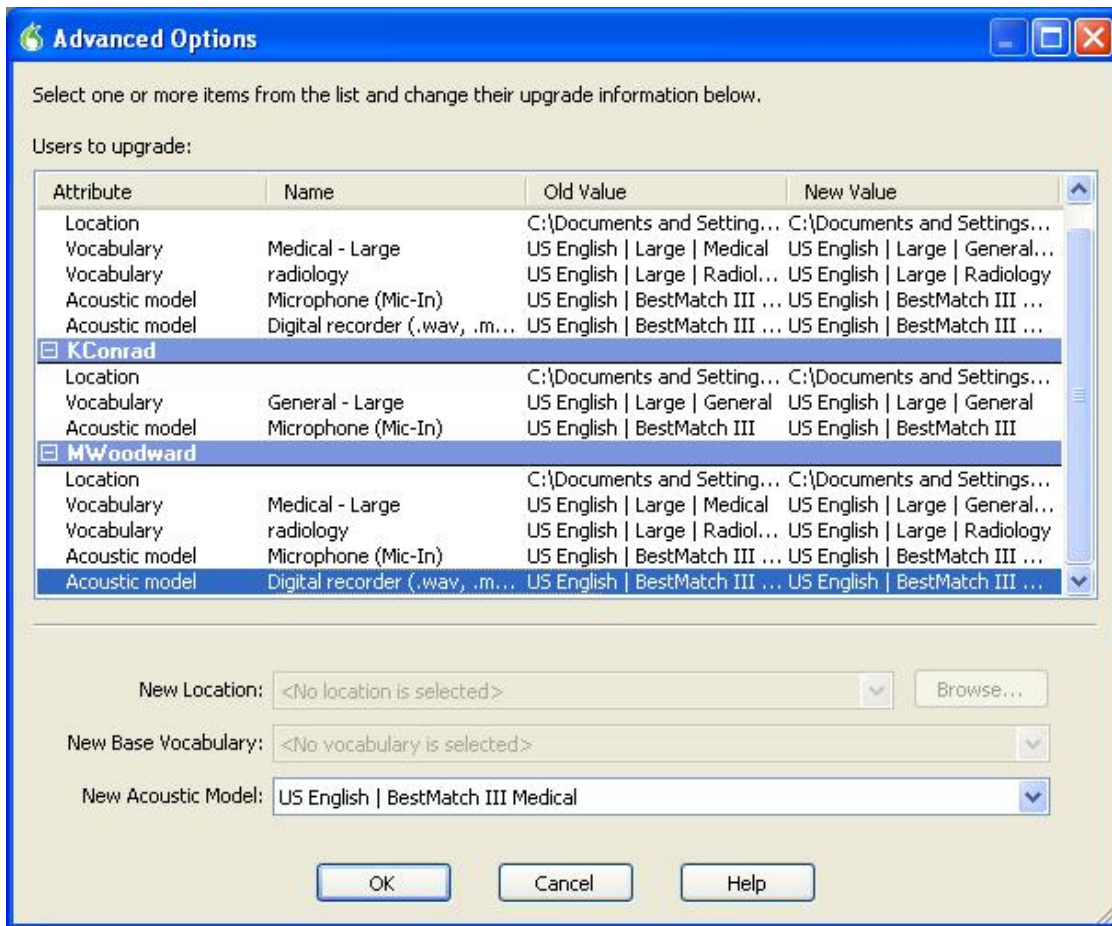 Advanced Options
Select one or more items from the list and change their upgrade information below.
Users to upgrade:
Attribute Name Old Value New Value
Location C:\Documents and Setting... C:\Documents and Settings...
Vocabulary Medical - Large US English | Large | Medical US English | Large | General...
Vocabulary radiology US English | Large | Radiol... US English | Large | Radiology
Acoustic model Microphone (Mic-In) US English | BestMatch III ... US English | BestMatch III ...
Acoustic model Digital recorder (.wav, .m... US English | BestMatch III ... US English | BestMatch III ...
KConrad
Location C:\Documents and Setting... C:\Documents and Settings...
Vocabulary General - Large US English | Large | General US English | Large | General
Acoustic model Microphone (Mic-In) US English | BestMatch III US English | BestMatch III
MWoodward
Location C:\Documents and Setting... C:\Documents and Settings...
Vocabulary Medical - Large US English | Large | Medical US English | Large | General...
Vocabulary radiology US English | Large | Radiol... US English | Large | Radiology
Acoustic model Microphone (Mic-In) US English | BestMatch III ... US English | BestMatch III ...
Acoustic model Digital recorder (.wav, .m... US English | BestMatch III ... US English | BestMatch III ...
New Location: <No location is selected> Browse...
New Base Vocabulary: <No vocabulary is selected>
New Acoustic Model: US English | BestMatch III Medical
OK Cancel Help